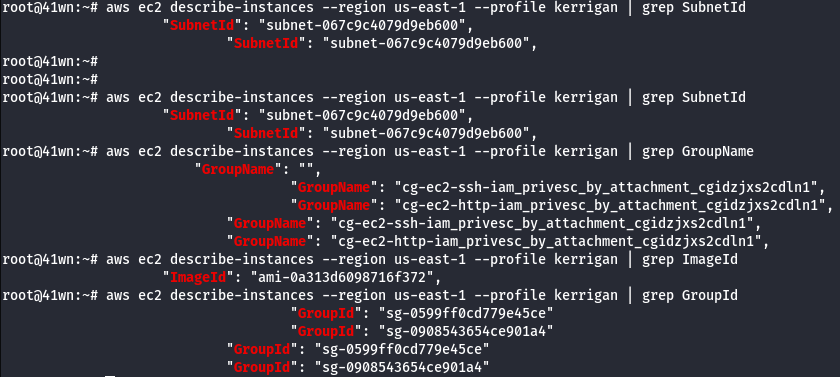 root@41wn:~# aws ec2 describe-instances --region us-east-1 --profile kerrigan | grep SubnetId
"SubnetId": "subnet-067c9c4079d9eb600",
"SubnetId": "subnet-067c9c4079d9eb600",
root@41wn:~#
root@41wn:~#
root@41wn:~# aws ec2 describe-instances --region us-east-1 --profile kerrigan | grep SubnetId
"SubnetId": "subnet-067c9c4079d9eb600",
"SubnetId": "subnet-067c9c4079d9eb600",
root@41wn:~# aws ec2 describe-instances --region us-east-1 --profile kerrigan | grep GroupName
"GroupName": "",
"GroupName": "cg-ec2-ssh-iam_privesc_by_attachment_cgidzjxs2cdln1",
"GroupName": "cg-ec2-http-iam_privesc_by_attachment_cgidzjxs2cdln1",
"GroupName": "cg-ec2-ssh-iam_privesc_by_attachment_cgidzjxs2cdln1",
"GroupName": "cg-ec2-http-iam_privesc_by_attachment_cgidzjxs2cdln1",
root@41wn:~# aws ec2 describe-instances --region us-east-1 --profile kerrigan | grep ImageId
"ImageId": "ami-0a313d6098716f372",
root@41wn:~# aws ec2 describe-instances --region us-east-1 --profile kerrigan | grep GroupId
"GroupId": "sg-0599ff0cd779e45ce"
"GroupId": "sg-0908543654ce901a4"
"GroupId": "sg-0599ff0cd779e45ce"
"GroupId": "sg-0908543654ce901a4"